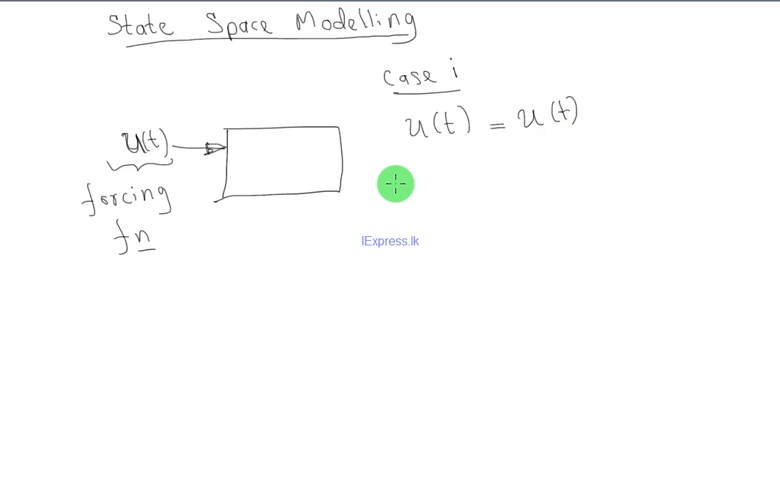 State Space Modelling
Case i
u(t) = u(t)
u(t)
forcing
fn
IExpress.lk